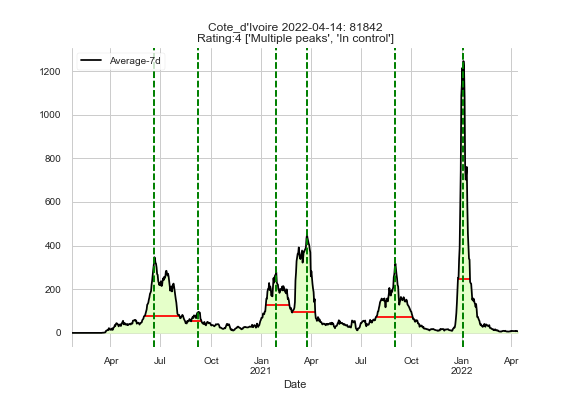 Cote_d'Ivoire 2022-04-14: 81842
Rating:4 ['Multiple peaks', 'In control']
Average-7d
1200
1000
800
600
400
200
0
Apr Jul Oct Jan Apr Jul Oct Jan Apr
2021 2022
Date